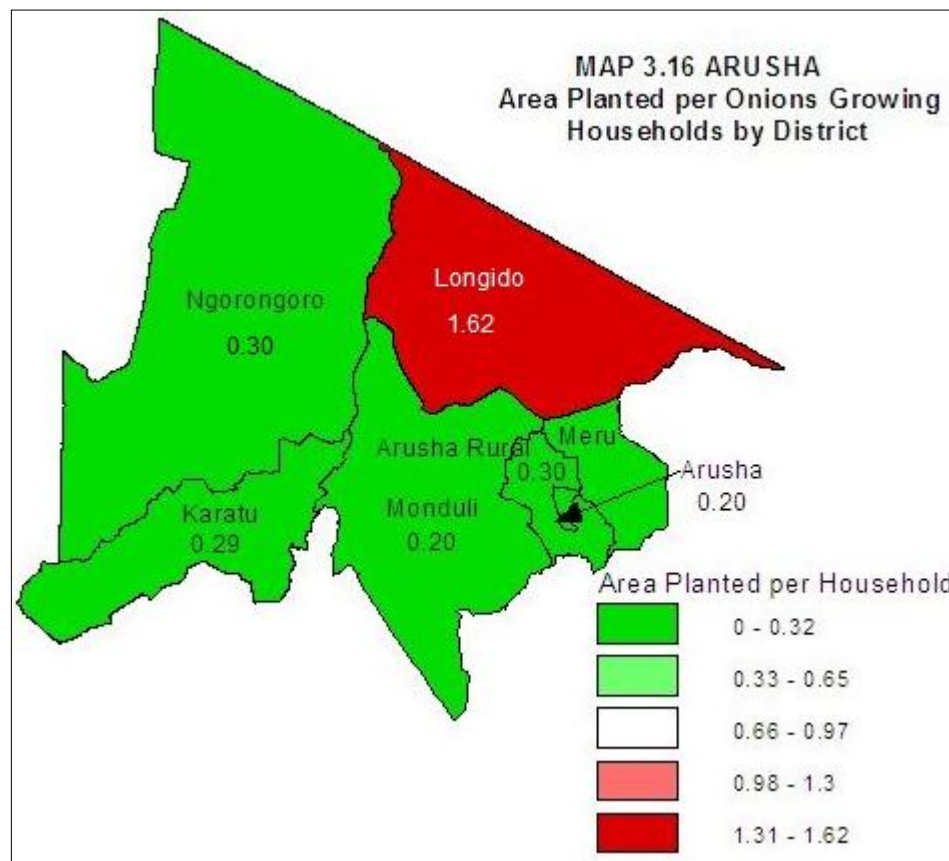 MAP 3.16 ARUSHA
Area Planted per Onions Growing
Households by District
Longido
1.62
Ngorongoro
0.30
Arusha Rural
0.30
Meru
Arusha
0.20
Karatu
0.29
Monduli
0.20
Area Planted per Household
0 - 0.32
0.33 - 0.65
0.66 - 0.97
0.98 - 1.3
1.31 - 1.62